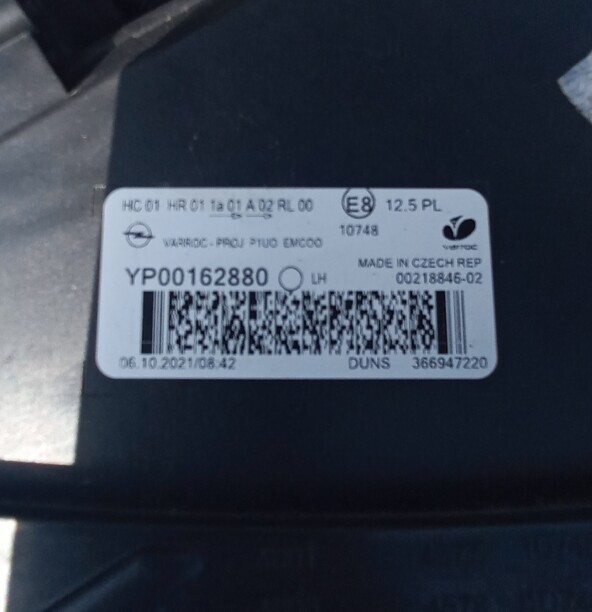 HC 01 HR 01 1a 01 A 02 RL 00 E8 12.5 PL
10748
VARROC - PROJ P1UO EMCOO
varroc
MADE IN CZECH REP
YP00162880 LH 00218846-02
06.10.2021/08:42 DUNS 366947220